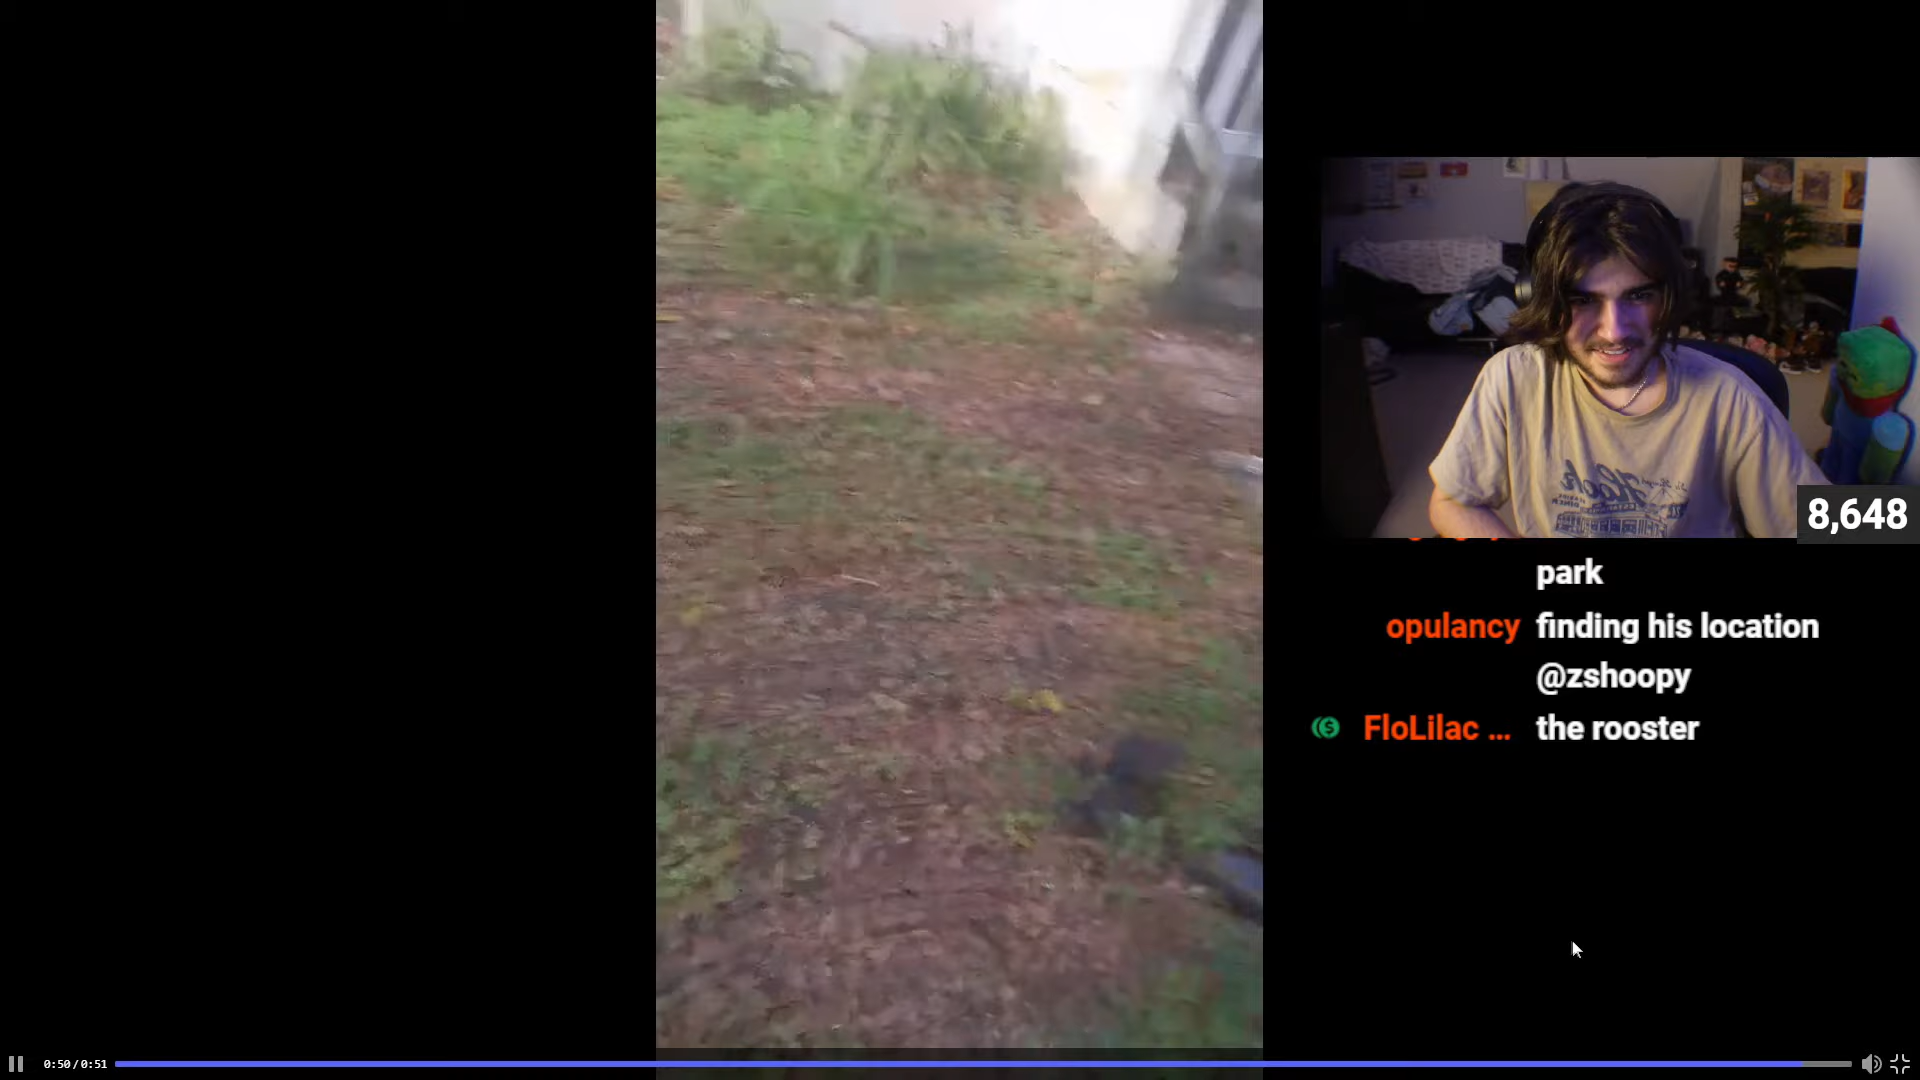 8,648
park
opulancy finding his location
@zshoopy
FloLilac ... the rooster
0:50/0:51